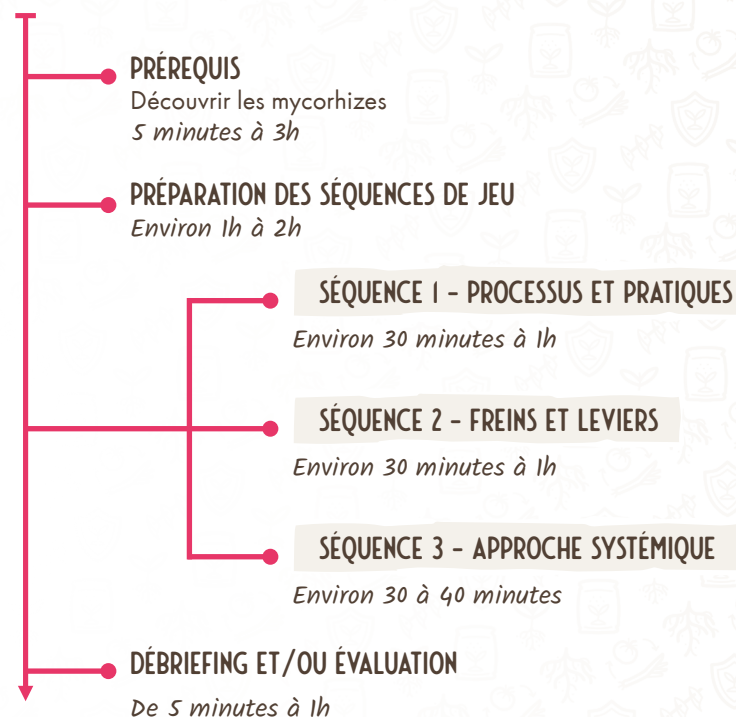 PRÉREQUIS
Découvrir les mycorhizes
5 minutes à 3h
PRÉPARATION DES SÉQUENCES DE JEU
Environ 1h à 2h
SÉQUENCE 1 - PROCESSUS ET PRATIQUES
Environ 30 minutes à 1h
SÉQUENCE 2 - FREINS ET LEVIERS
Environ 30 minutes à 1h
SÉQUENCE 3 - APPROCHE SYSTÉMIQUE
Environ 30 à 40 minutes
DÉBRIEFING ET/OU ÉVALUATION
De 5 minutes à 1h